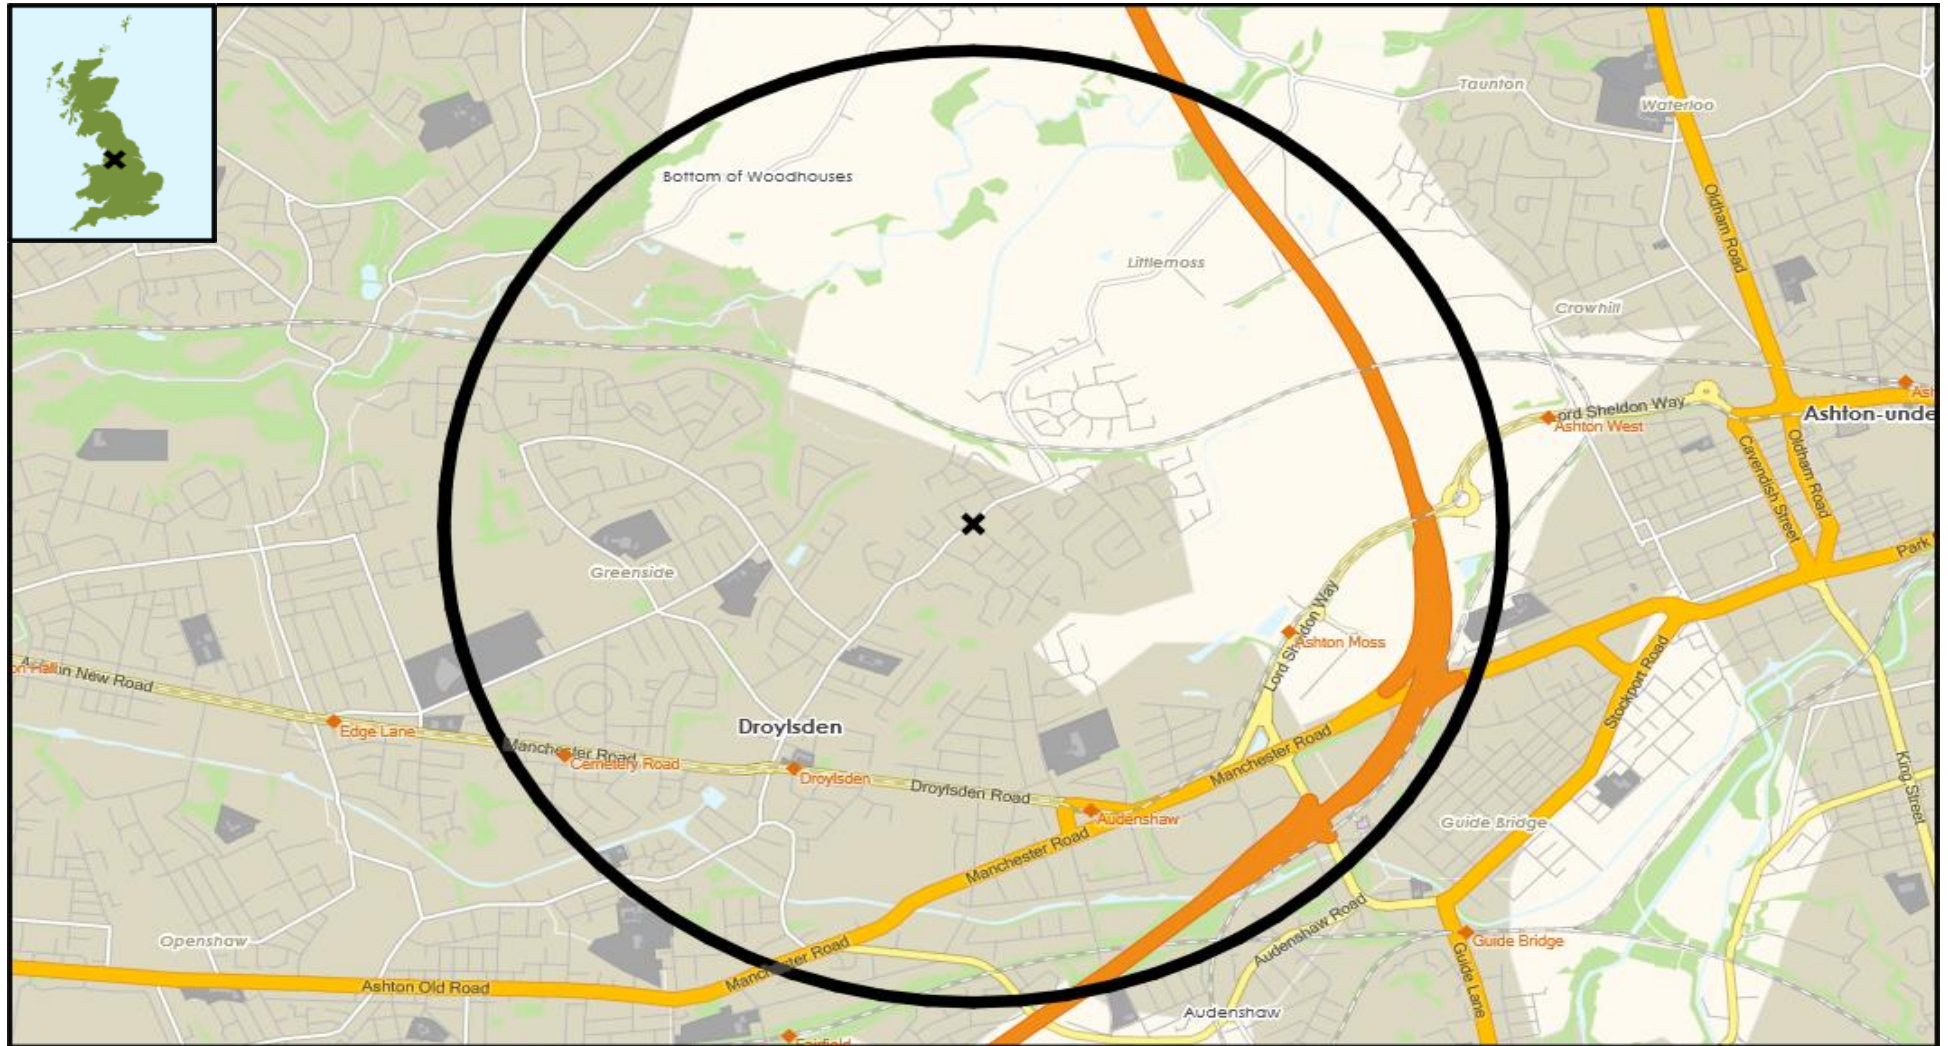 Taunton
Waterloo
Bottom of Woodhouses
Oldham Road
Littlemoss
Crowhill
Lord Sheldon Way
Ashton West
Ashton-unde
Cavendish Street
Oldham Road
Park
Greenside
Lord Sheldon Way
Ashton Moss
Stockport Road
New Road
Edge Lane
Manchester Road
Cemetery Road
Droylsden
Droylsden
Droylsden Road
Manchester Road
Audenshaw
Manchester Road
Guide Bridge
King Street
Openshaw
Manchester Road
Audenshaw Road
Guide Bridge
Guide Lane
Ashton Old Road
Audenshaw
Fairfield